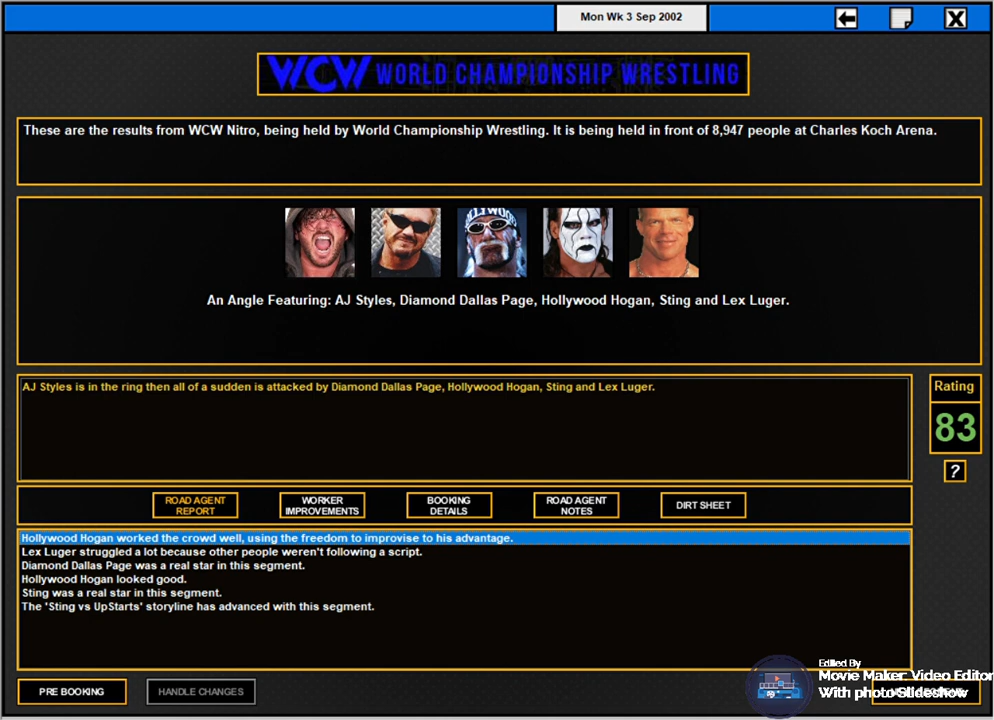 Mon Wk 3 Sep 2002
WCW WORLD CHAMPIONSHIP WRESTLING
These are the results from WCW Nitro, being held by World Championship Wrestling. It is being held in front of 8,947 people at Charles Koch Arena.
An Angle Featuring: AJ Styles, Diamond Dallas Page, Hollywood Hogan, Sting and Lex Luger.
AJ Styles is in the ring then all of a sudden is attacked by Diamond Dallas Page, Hollywood Hogan, Sting and Lex Luger.
Rating
83
?
ROAD AGENT REPORT
WORKER IMPROVEMENTS
BOOKING DETAILS
ROAD AGENT NOTES
DIRT SHEET
Hollywood Hogan worked the crowd well, using the freedom to improvise to his advantage.
Lex Luger struggled a lot because other people weren't following a script.
Diamond Dallas Page was a real star in this segment.
Hollywood Hogan looked good.
Sting was a real star in this segment.
The 'Sting vs UpStarts' storyline has advanced with this segment.
PRE BOOKING
HANDLE CHANGES
Edited By
Movie Maker: Video Editor
With photo Slideshow